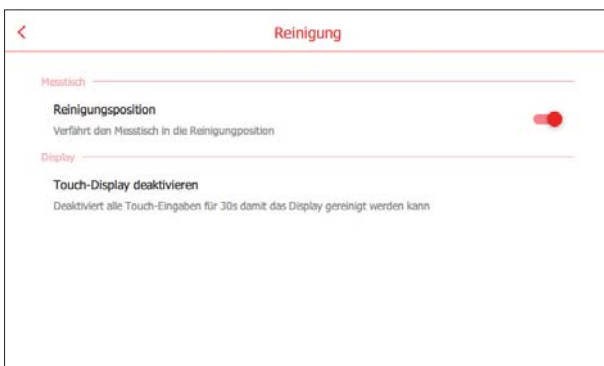 Reinigung
Messtisch
Reinigungsposition
Verfährt den Messtisch in die Reinigungposition
Display
Touch-Display deaktivieren
Deaktiviert alle Touch-Eingaben für 30s damit das Display gereinigt werden kann